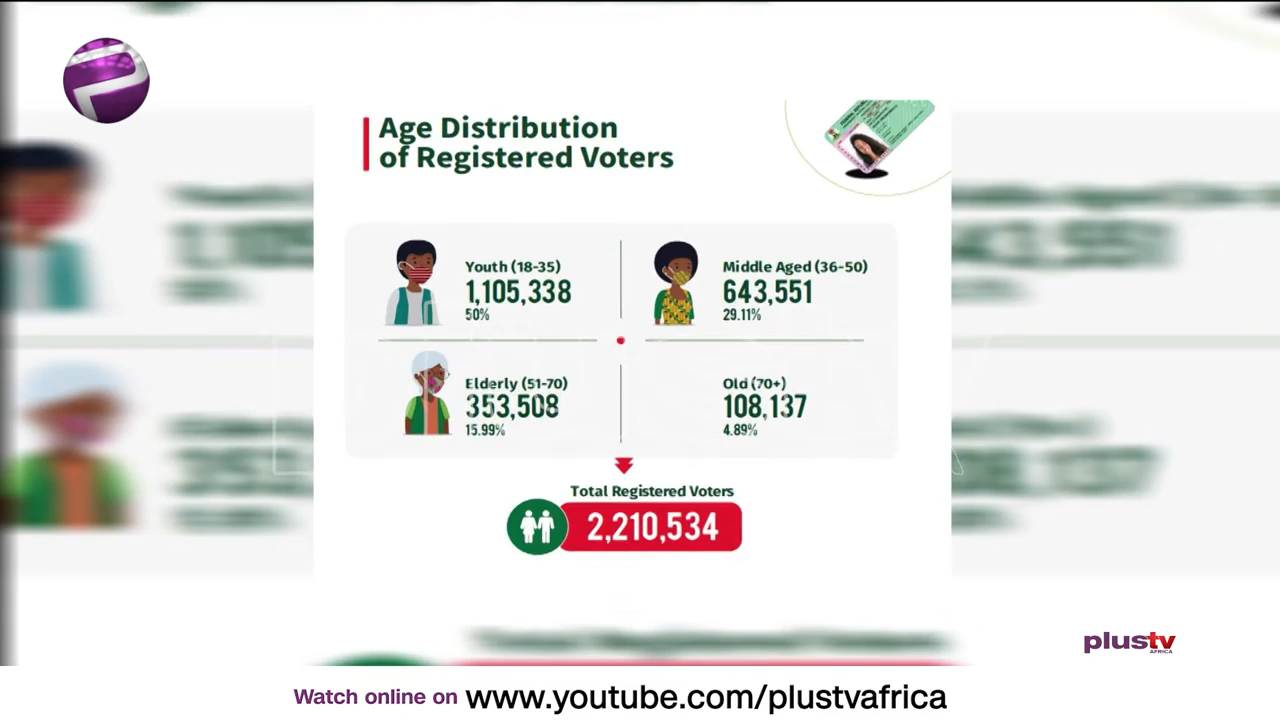 Age Distribution
of Registered Voters
Youth (18-35)
1,105,338
50%
Middle Aged (36-50)
643,551
29.11%
Elderly (51-70)
353,508
15.99%
Old (70+)
108,137
4.89%
Total Registered Voters
2,210,534
plustv
AFRICA
Watch online on www.youtube.com/plustvafrica